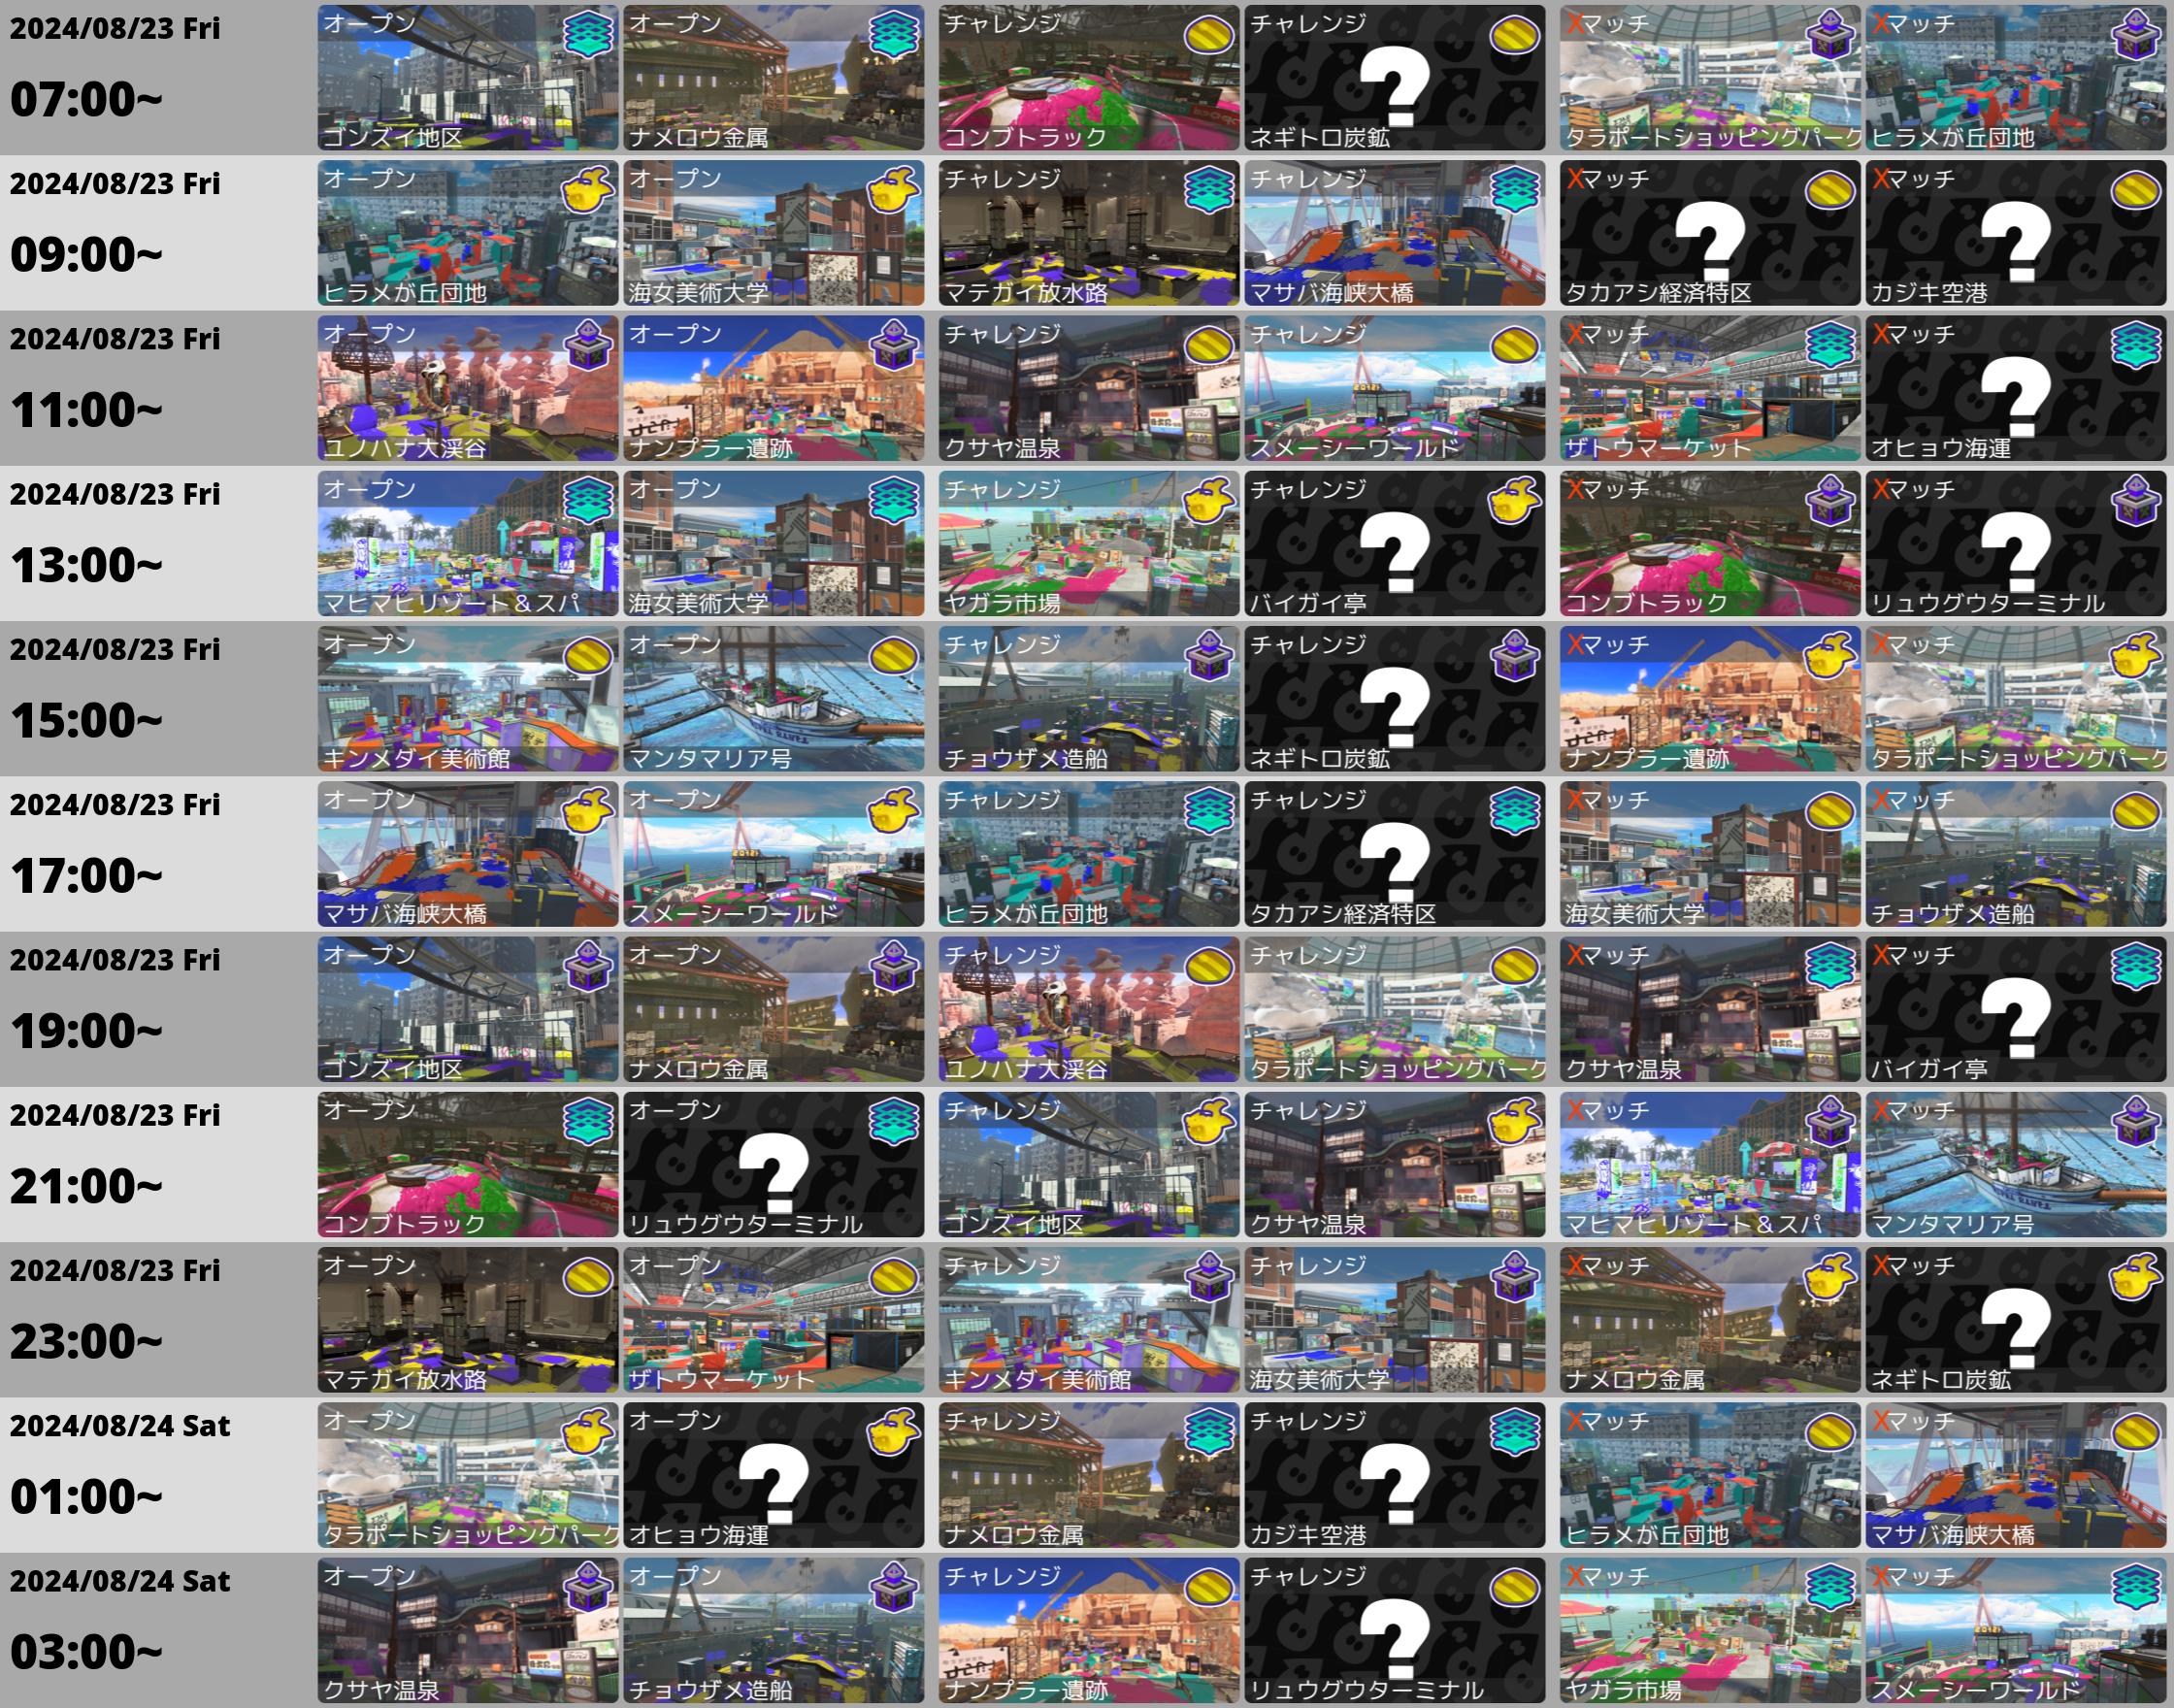 2024/08/23 Fri
07:00~
オープン
ゴンズイ地区
オープン
ナメロウ金属
チャレンジ
コンブトラック
チャレンジ
ネギトロ炭鉱
Xマッチ
タラポートショッピングパーク
Xマッチ
ヒラメが丘団地
2024/08/23 Fri
09:00~
オープン
ヒラメが丘団地
オープン
海女美術大学
チャレンジ
マテガイ放水路
チャレンジ
マサバ海峡大橋
Xマッチ
タカアシ経済特区
Xマッチ
カジキ空港
2024/08/23 Fri
11:00~
オープン
ユノハナ大渓谷
オープン
ナンプラー遺跡
チャレンジ
クサヤ温泉
チャレンジ
スメーシーワールド
Xマッチ
ザトウマーケット
Xマッチ
オヒョウ海運
2024/08/23 Fri
13:00~
オープン
マヒマヒリゾート＆スパ
オープン
海女美術大学
チャレンジ
ヤガラ市場
チャレンジ
バイガイ亭
Xマッチ
コンブトラック
Xマッチ
リュウグウターミナル
2024/08/23 Fri
15:00~
オープン
キンメダイ美術館
オープン
マンタマリア号
チャレンジ
チョウザメ造船
チャレンジ
ネギトロ炭鉱
Xマッチ
ナンプラー遺跡
Xマッチ
タラポートショッピングパーク
2024/08/23 Fri
17:00~
オープン
マサバ海峡大橋
オープン
スメーシーワールド
チャレンジ
ヒラメが丘団地
チャレンジ
タカアシ経済特区
Xマッチ
海女美術大学
Xマッチ
チョウザメ造船
2024/08/23 Fri
19:00~
オープン
ゴンズイ地区
オープン
ナメロウ金属
チャレンジ
ユノハナ大渓谷
チャレンジ
タラポートショッピングパーク
Xマッチ
クサヤ温泉
Xマッチ
バイガイ亭
2024/08/23 Fri
21:00~
オープン
コンブトラック
オープン
リュウグウターミナル
チャレンジ
ゴンズイ地区
チャレンジ
クサヤ温泉
Xマッチ
マヒマヒリゾート＆スパ
Xマッチ
マンタマリア号
2024/08/23 Fri
23:00~
オープン
マテガイ放水路
オープン
ザトウマーケット
チャレンジ
キンメダイ美術館
チャレンジ
海女美術大学
Xマッチ
ナメロウ金属
Xマッチ
ネギトロ炭鉱
2024/08/24 Sat
01:00~
オープン
タラポートショッピングパーク
オープン
オヒョウ海運
チャレンジ
ナメロウ金属
チャレンジ
カジキ空港
Xマッチ
ヒラメが丘団地
Xマッチ
マサバ海峡大橋
2024/08/24 Sat
03:00~
オープン
クサヤ温泉
オープン
チョウザメ造船
チャレンジ
ナンプラー遺跡
チャレンジ
リュウグウターミナル
Xマッチ
ヤガラ市場
Xマッチ
スメーシーワールド